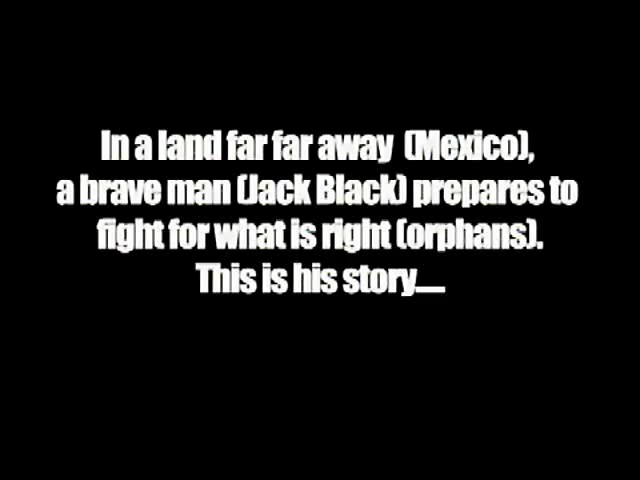 In a land far far away (Mexico),
a brave man (Jack Black) prepares to
fight for what is right (orphans).
This is his story.....